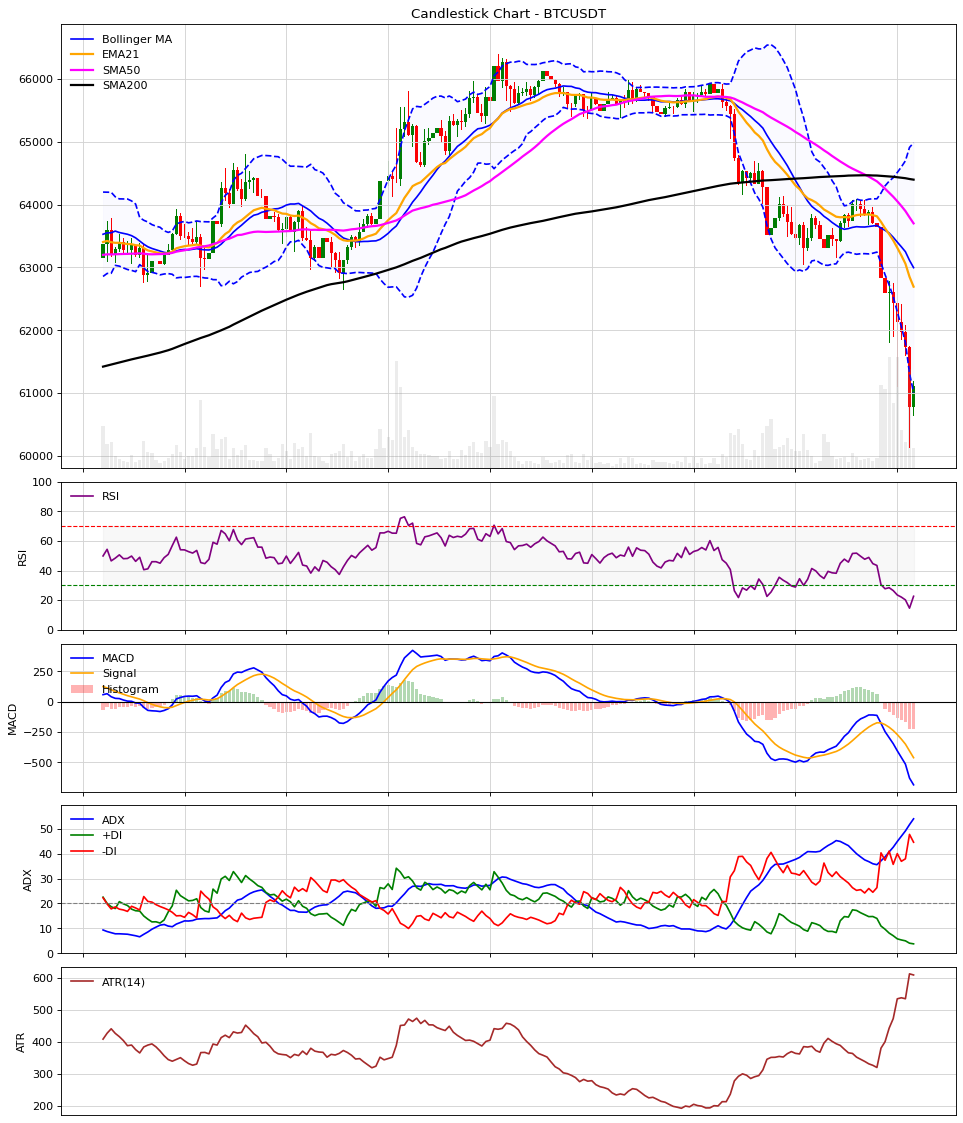 Candlestick Chart - BTCUSDT
Bollinger MA
EMA21
SMA50
SMA200
66000
65000
64000
63000
62000
61000
60000
RSI
100
80
60
40
20
0
RSI
MACD
Signal
Histogram
250
0
−250
−500
MACD
ADX
+DI
-DI
50
40
30
20
10
0
ADX
ATR(14)
600
500
400
300
200
ATR